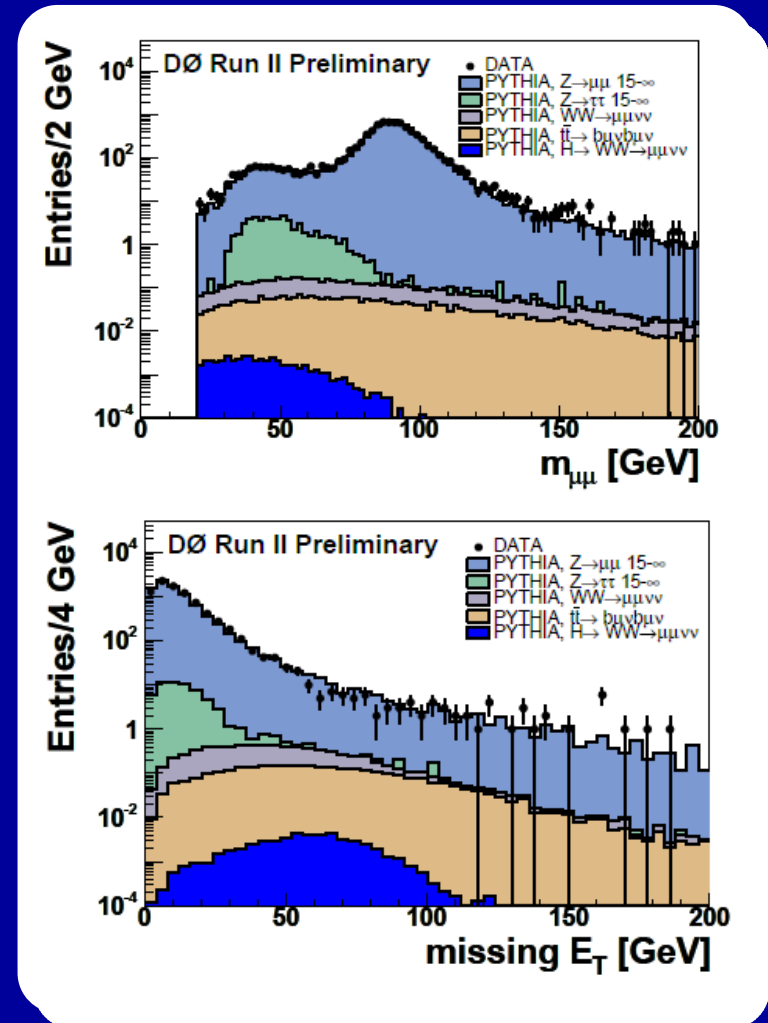 DØ Run II Preliminary
DATA
PYTHIA, Z→μμ 15-∞
PYTHIA, Z→ττ 15-∞
PYTHIA, WW→μμνν
PYTHIA, tt̄→ bμνbμν
PYTHIA, H→ WW→μμνν
Entries/2 GeV
10⁴
10²
1
10⁻²
10⁻⁴
0 50 100 150 200
mμμ [GeV]
DØ Run II Preliminary
DATA
PYTHIA, Z→μμ 15-∞
PYTHIA, Z→ττ 15-∞
PYTHIA, WW→μμνν
PYTHIA, tt̄→ bμνbμν
PYTHIA, H→ WW→μμνν
Entries/4 GeV
10⁴
10²
1
10⁻²
10⁻⁴
0 50 100 150 200
missing E_T [GeV]